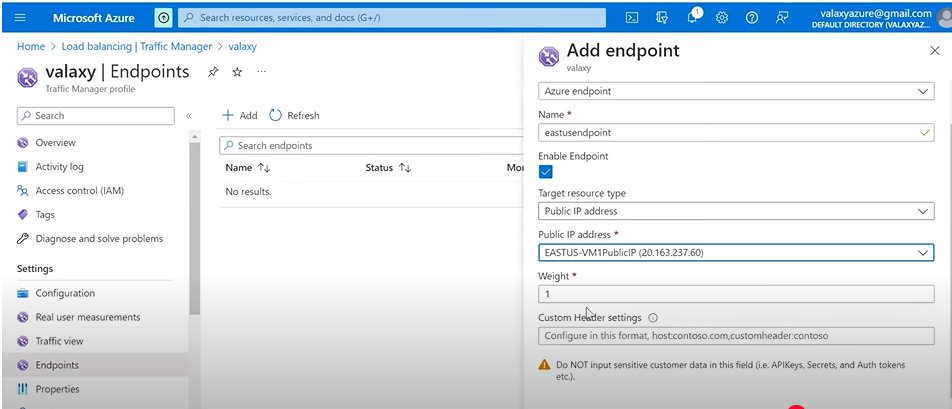 Microsoft Azure
Search resources, services, and docs (G+/)
1
valaxyazure@gmail.com
DEFAULT DIRECTORY (VALAXYAZ...
Home > Load balancing | Traffic Manager > valaxy
valaxy | Endpoints
...
Traffic Manager profile
Search
«
Overview
Activity log
Access control (IAM)
Tags
Diagnose and solve problems
Settings
Configuration
Real user measurements
Traffic view
Endpoints
Properties
+ Add
Refresh
Search endpoints
Name ↑↓
Status ↑↓
Mor
No results.
Add endpoint
valaxy
Azure endpoint
Name *
eastusendpoint
Enable Endpoint
Target resource type
Public IP address
Public IP address *
EASTUS-VM1PublicIP (20.163.237.60)
Weight *
1
Custom Header settings
Configure in this format, host:contoso.com,customheader:contoso
Do NOT input sensitive customer data in this field (i.e. APIKeys, Secrets, and Auth tokens
etc.).